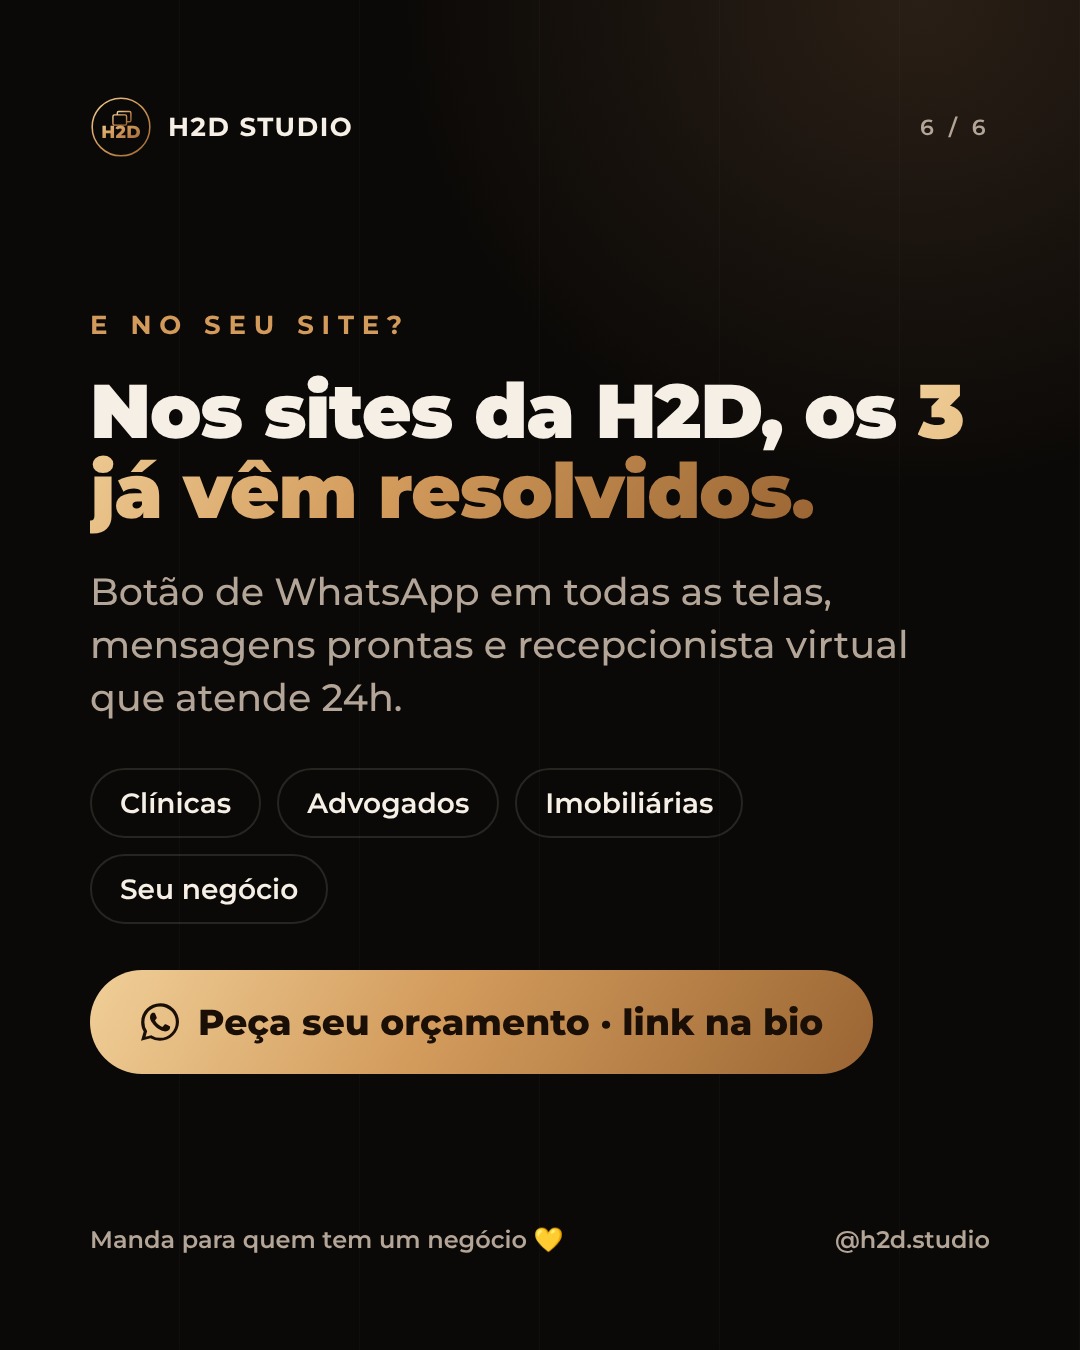 H2D
H2D STUDIO
6 / 6
E NO SEU SITE?
Nos sites da H2D, os 3
já vêm resolvidos.
Botão de WhatsApp em todas as telas,
mensagens prontas e recepcionista virtual
que atende 24h.
Clínicas
Advogados
Imobiliárias
Seu negócio
Peça seu orçamento · link na bio
Manda para quem tem um negócio 💛
@h2d.studio